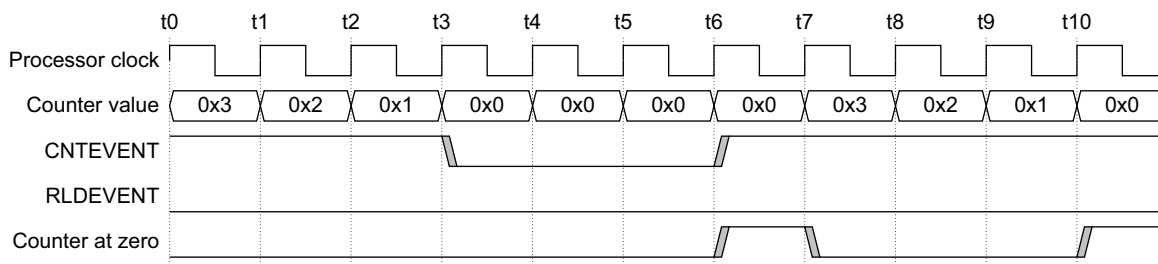 t0 t1 t2 t3 t4 t5 t6 t7 t8 t9 t10
Processor clock
Counter value 0x3 0x2 0x1 0x0 0x0 0x0 0x0 0x3 0x2 0x1 0x0
CNTEVENT
RLDEVENT
Counter at zero